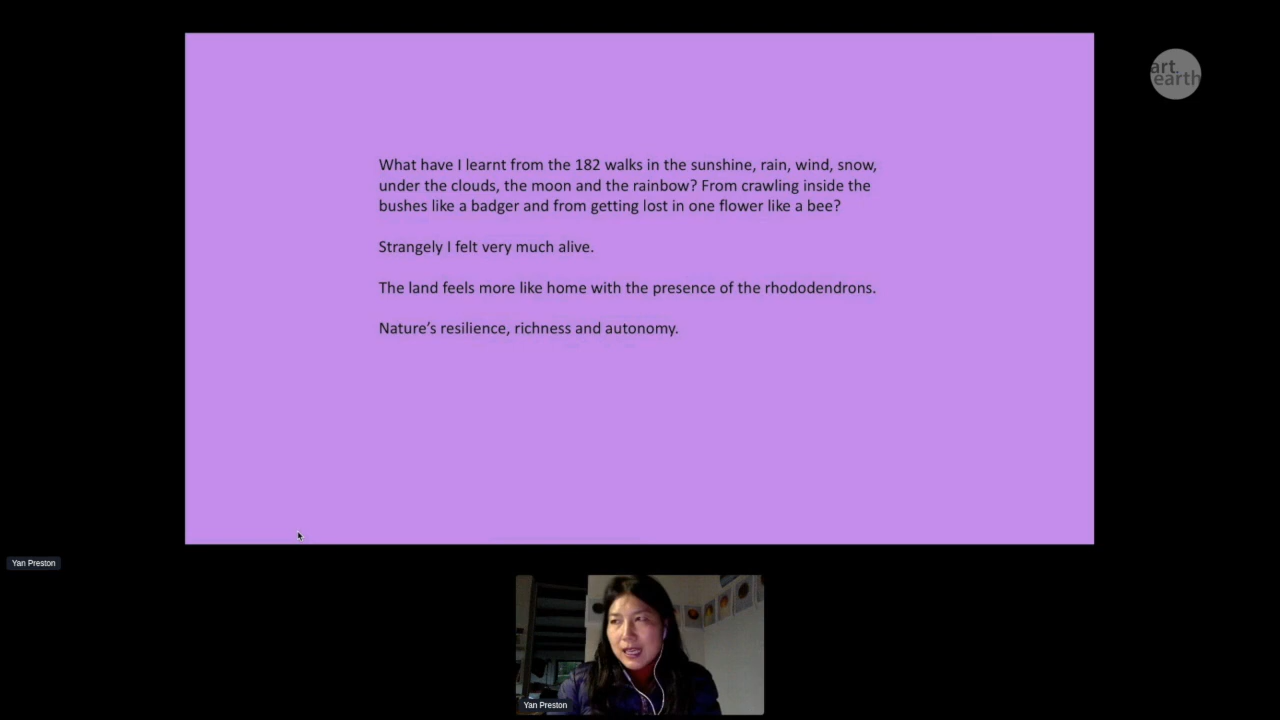 art
earth
What have I learnt from the 182 walks in the sunshine, rain, wind, snow,
under the clouds, the moon and the rainbow? From crawling inside the
bushes like a badger and from getting lost in one flower like a bee?
Strangely I felt very much alive.
The land feels more like home with the presence of the rhododendrons.
Nature’s resilience, richness and autonomy.
Yan Preston
Yan Preston